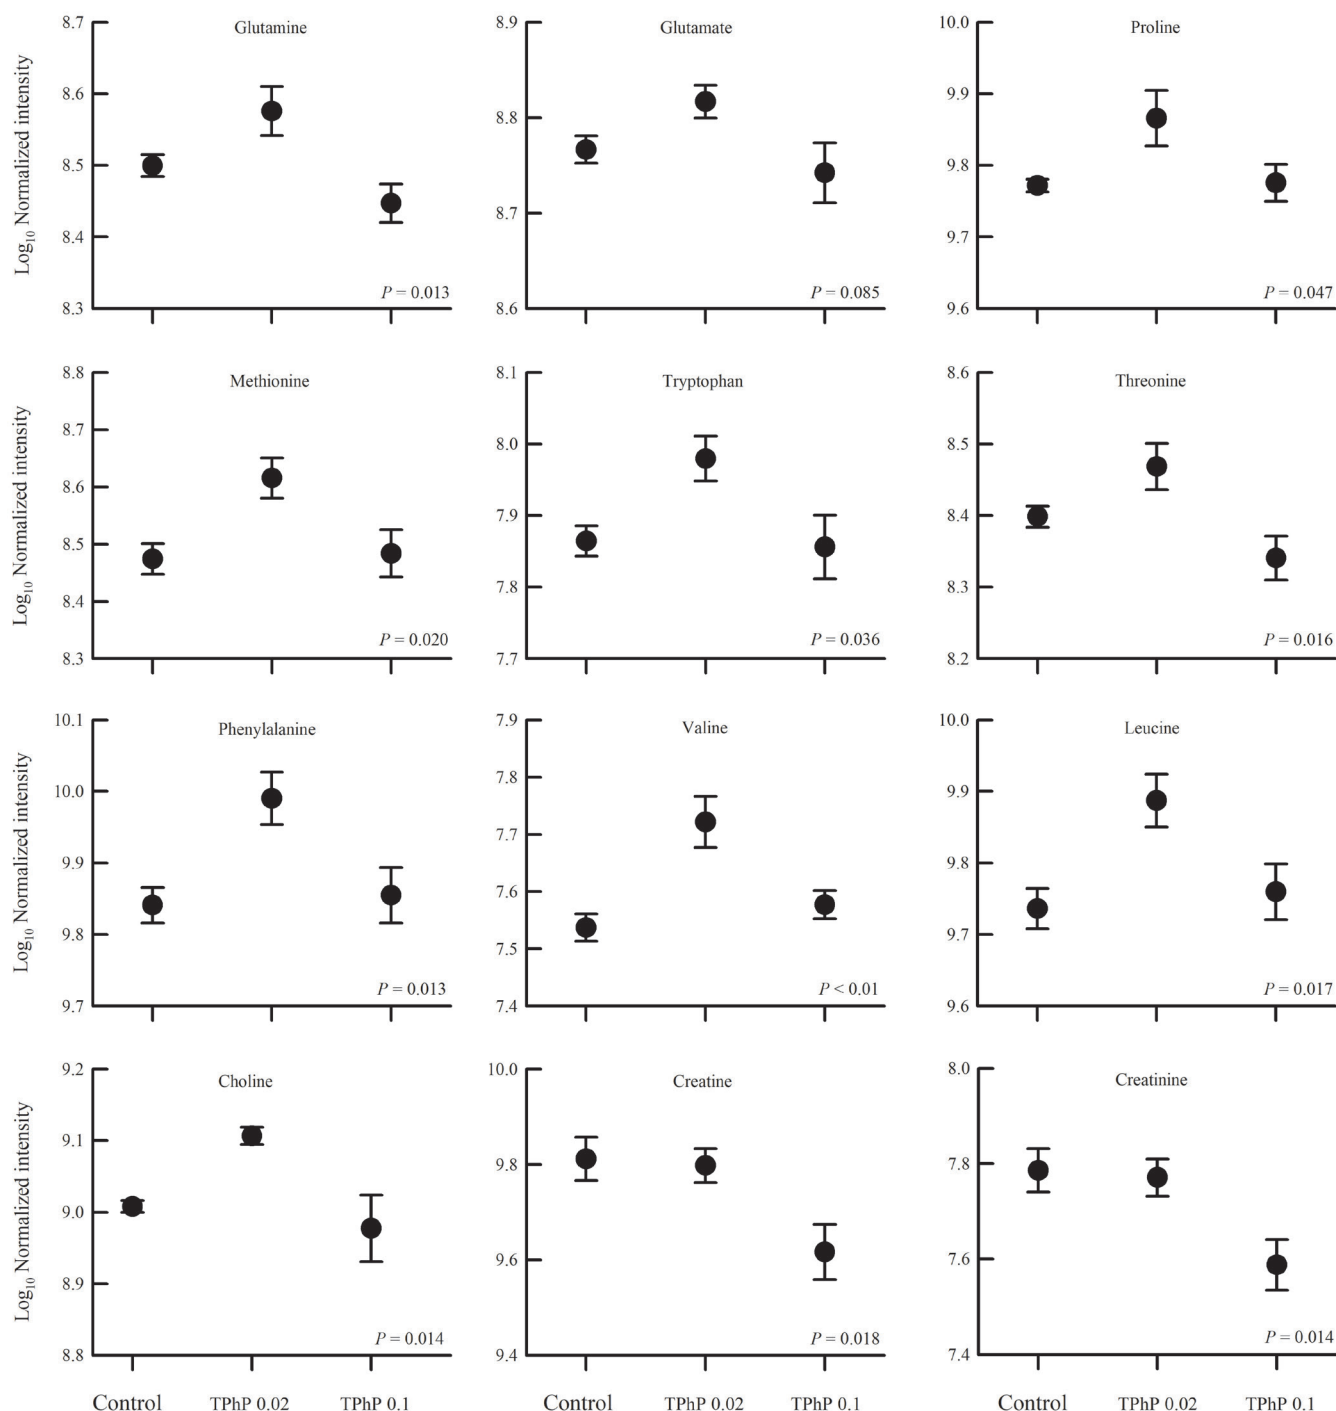 Glutamine
8.7
8.6
8.5
8.4
8.3
Log10 Normalized intensity
P = 0.013
Glutamate
8.9
8.8
8.7
8.6
P = 0.085
Proline
10.0
9.9
9.8
9.7
9.6
P = 0.047
Methionine
8.8
8.7
8.6
8.5
8.4
8.3
Log10 Normalized intensity
P = 0.020
Tryptophan
8.1
8.0
7.9
7.8
7.7
P = 0.036
Threonine
8.6
8.5
8.4
8.3
8.2
P = 0.016
Phenylalanine
10.1
10.0
9.9
9.8
9.7
Log10 Normalized intensity
P = 0.013
Valine
7.9
7.8
7.7
7.6
7.5
7.4
P < 0.01
Leucine
10.0
9.9
9.8
9.7
9.6
P = 0.017
Choline
9.2
9.1
9.0
8.9
8.8
Log10 Normalized intensity
P = 0.014
Control TPhP 0.02 TPhP 0.1
Creatine
10.0
9.8
9.6
9.4
P = 0.018
Control TPhP 0.02 TPhP 0.1
Creatinine
8.0
7.8
7.6
7.4
P = 0.014
Control TPhP 0.02 TPhP 0.1